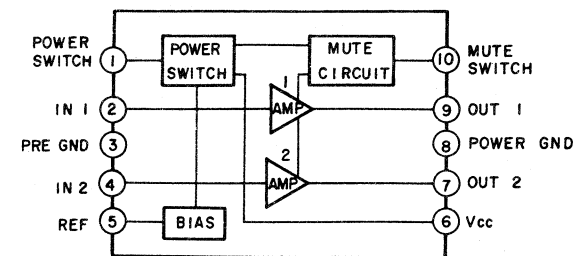 POWER
SWITCH
1
POWER
SWITCH
MUTE
CIRCUIT
10
MUTE
SWITCH
IN 1
2
1
AMP
9
OUT 1
PRE GND
3
8
POWER GND
IN 2
4
2
AMP
7
OUT 2
REF
5
BIAS
6
Vcc